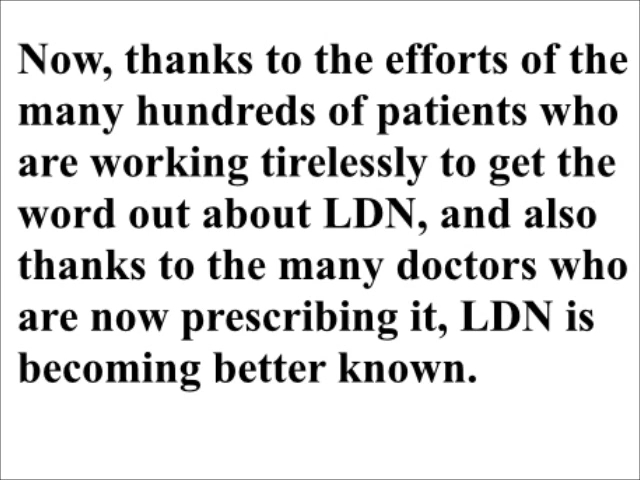 Now, thanks to the efforts of the
many hundreds of patients who
are working tirelessly to get the
word out about LDN, and also
thanks to the many doctors who
are now prescribing it, LDN is
becoming better known.